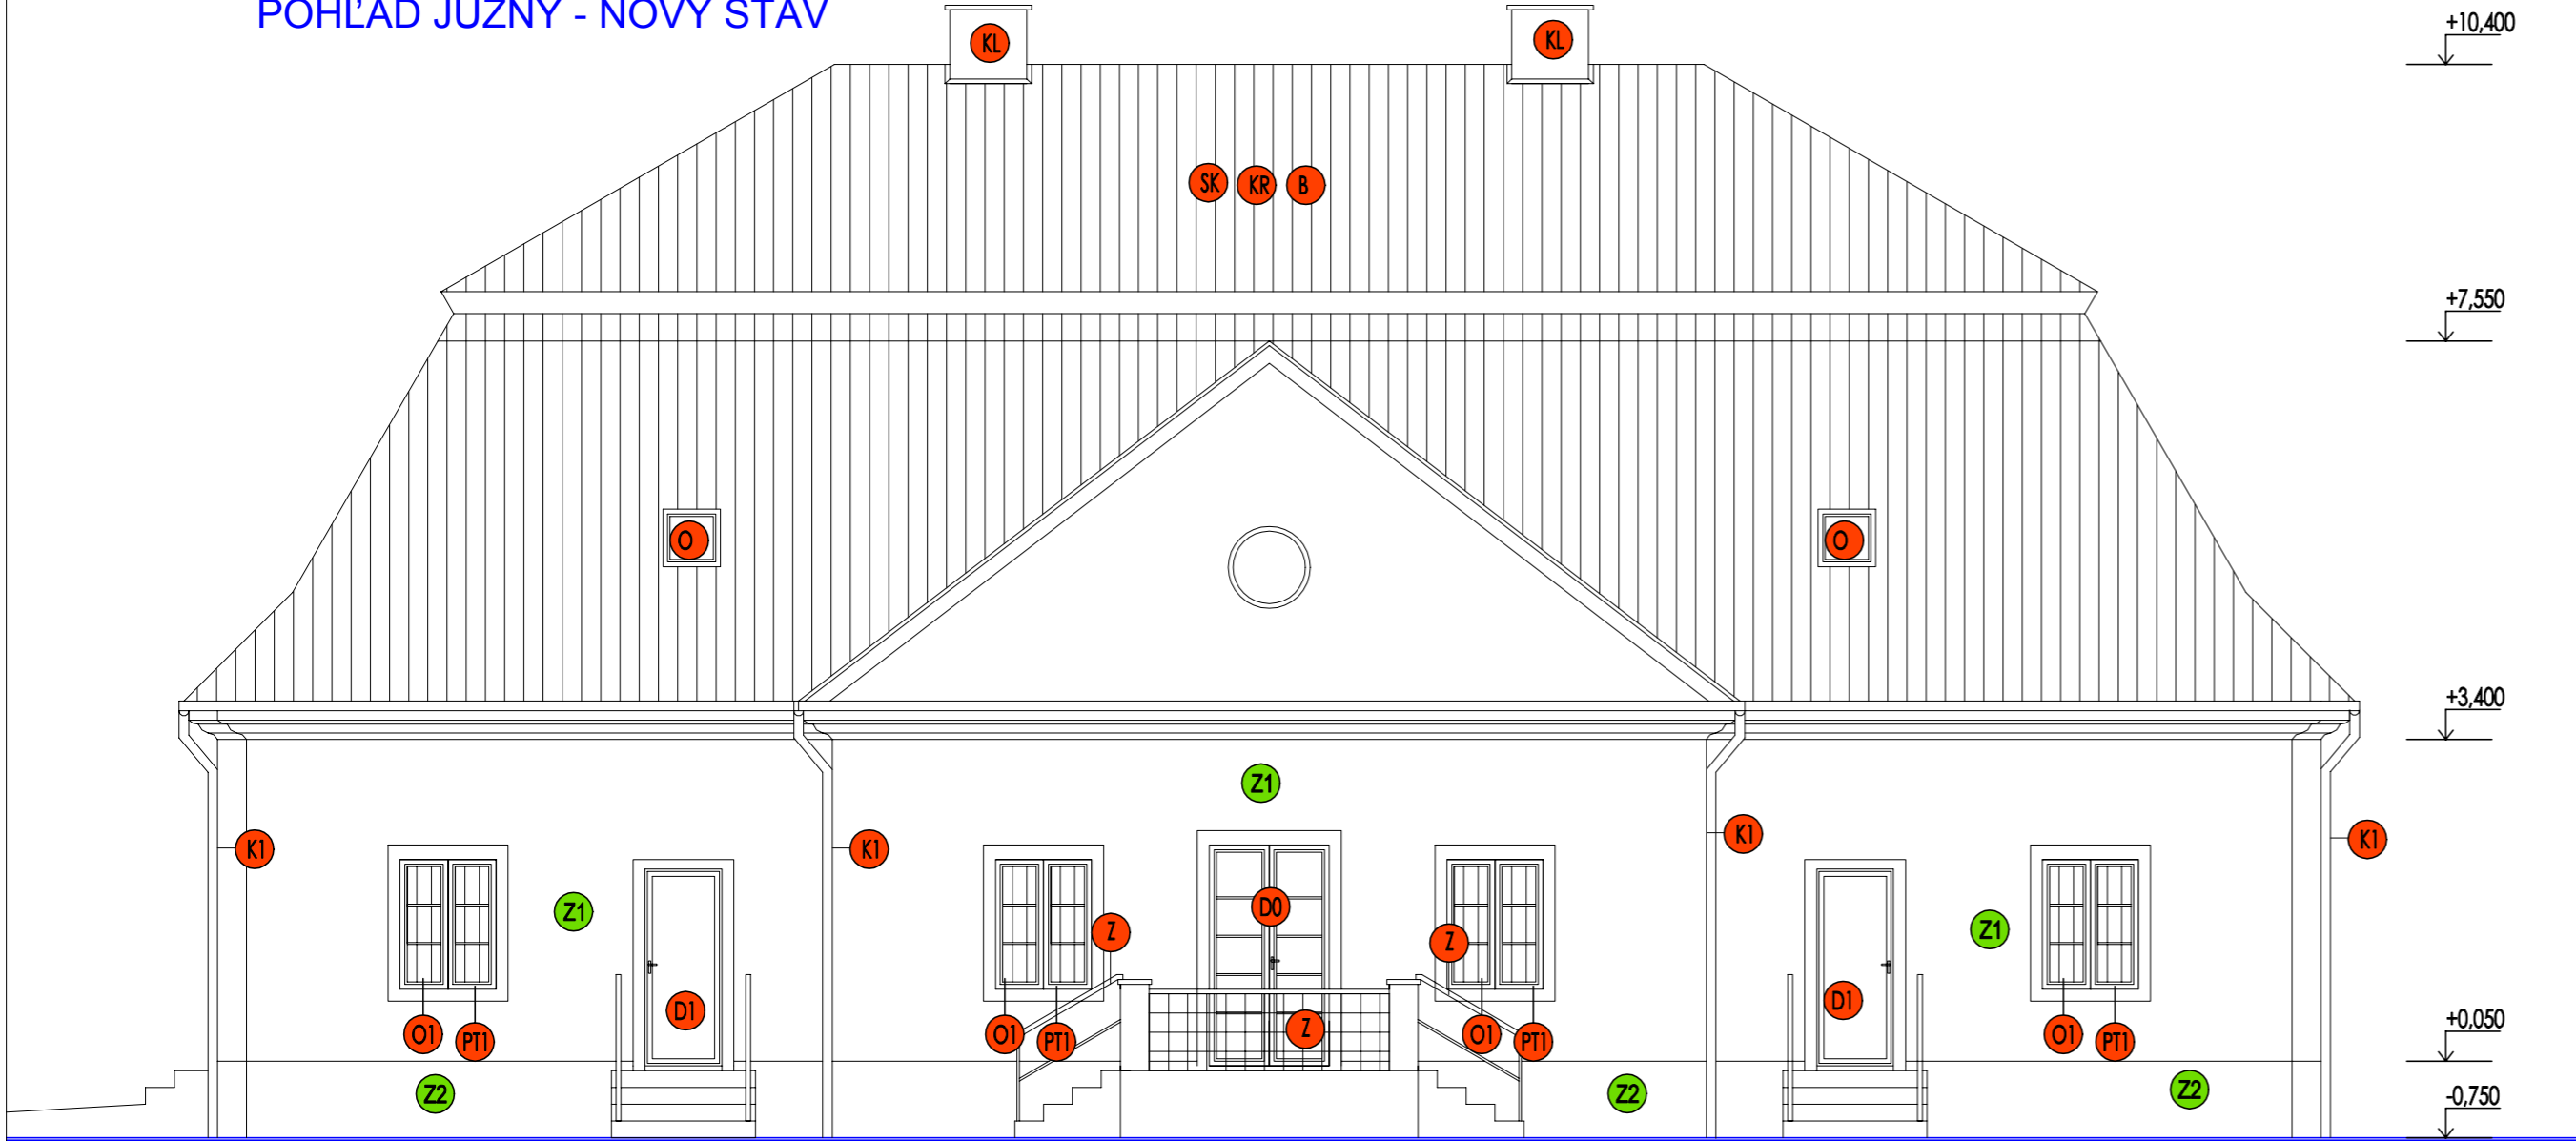 POHĽAD JUŽNÝ - NOVÝ STAV
KL KL +10,400
SK KR B
+7,550
O O
+3,400
Z1
K1 K1 K1 K1
Z1 D0 Z1
Z Z
D1 D1
O1 PT1 O1 PT1 Z O1 PT1 O1 PT1 +0,050
Z2 Z2 Z2 -0,750